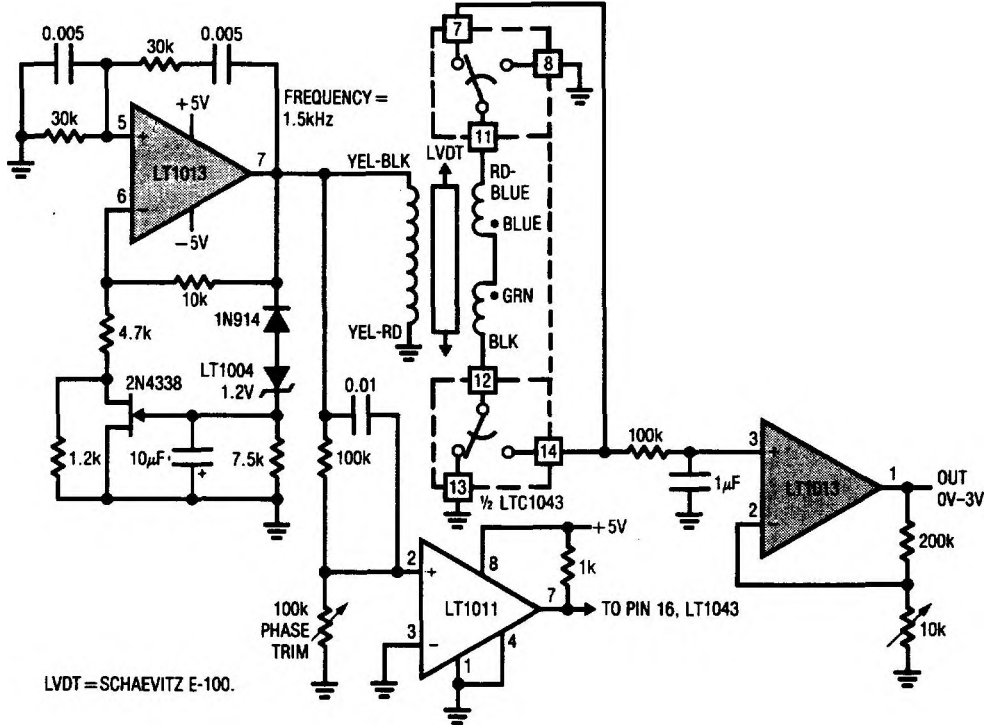 0.005
30k
0.005
30k
5
+
+5V
LT1013
7
6
−
−5V
FREQUENCY =
1.5kHz
10k
4.7k
1N914
LT1004
1.2V
2N4338
1.2k
10µF
+
7.5k
YEL-BLK
YEL-RD
LVDT
7
8
11
RD-
BLUE
BLUE
GRN
BLK
12
14
13
½ LTC1043
0.01
100k
100k
PHASE
TRIM
2
+
3
−
LT1011
8
+5V
1k
7
4
1
TO PIN 16, LT1043
100k
1µF
3
+
2
−
LT1013
1
OUT
0V-3V
200k
10k
LVDT = SCHAEVITZ E-100.